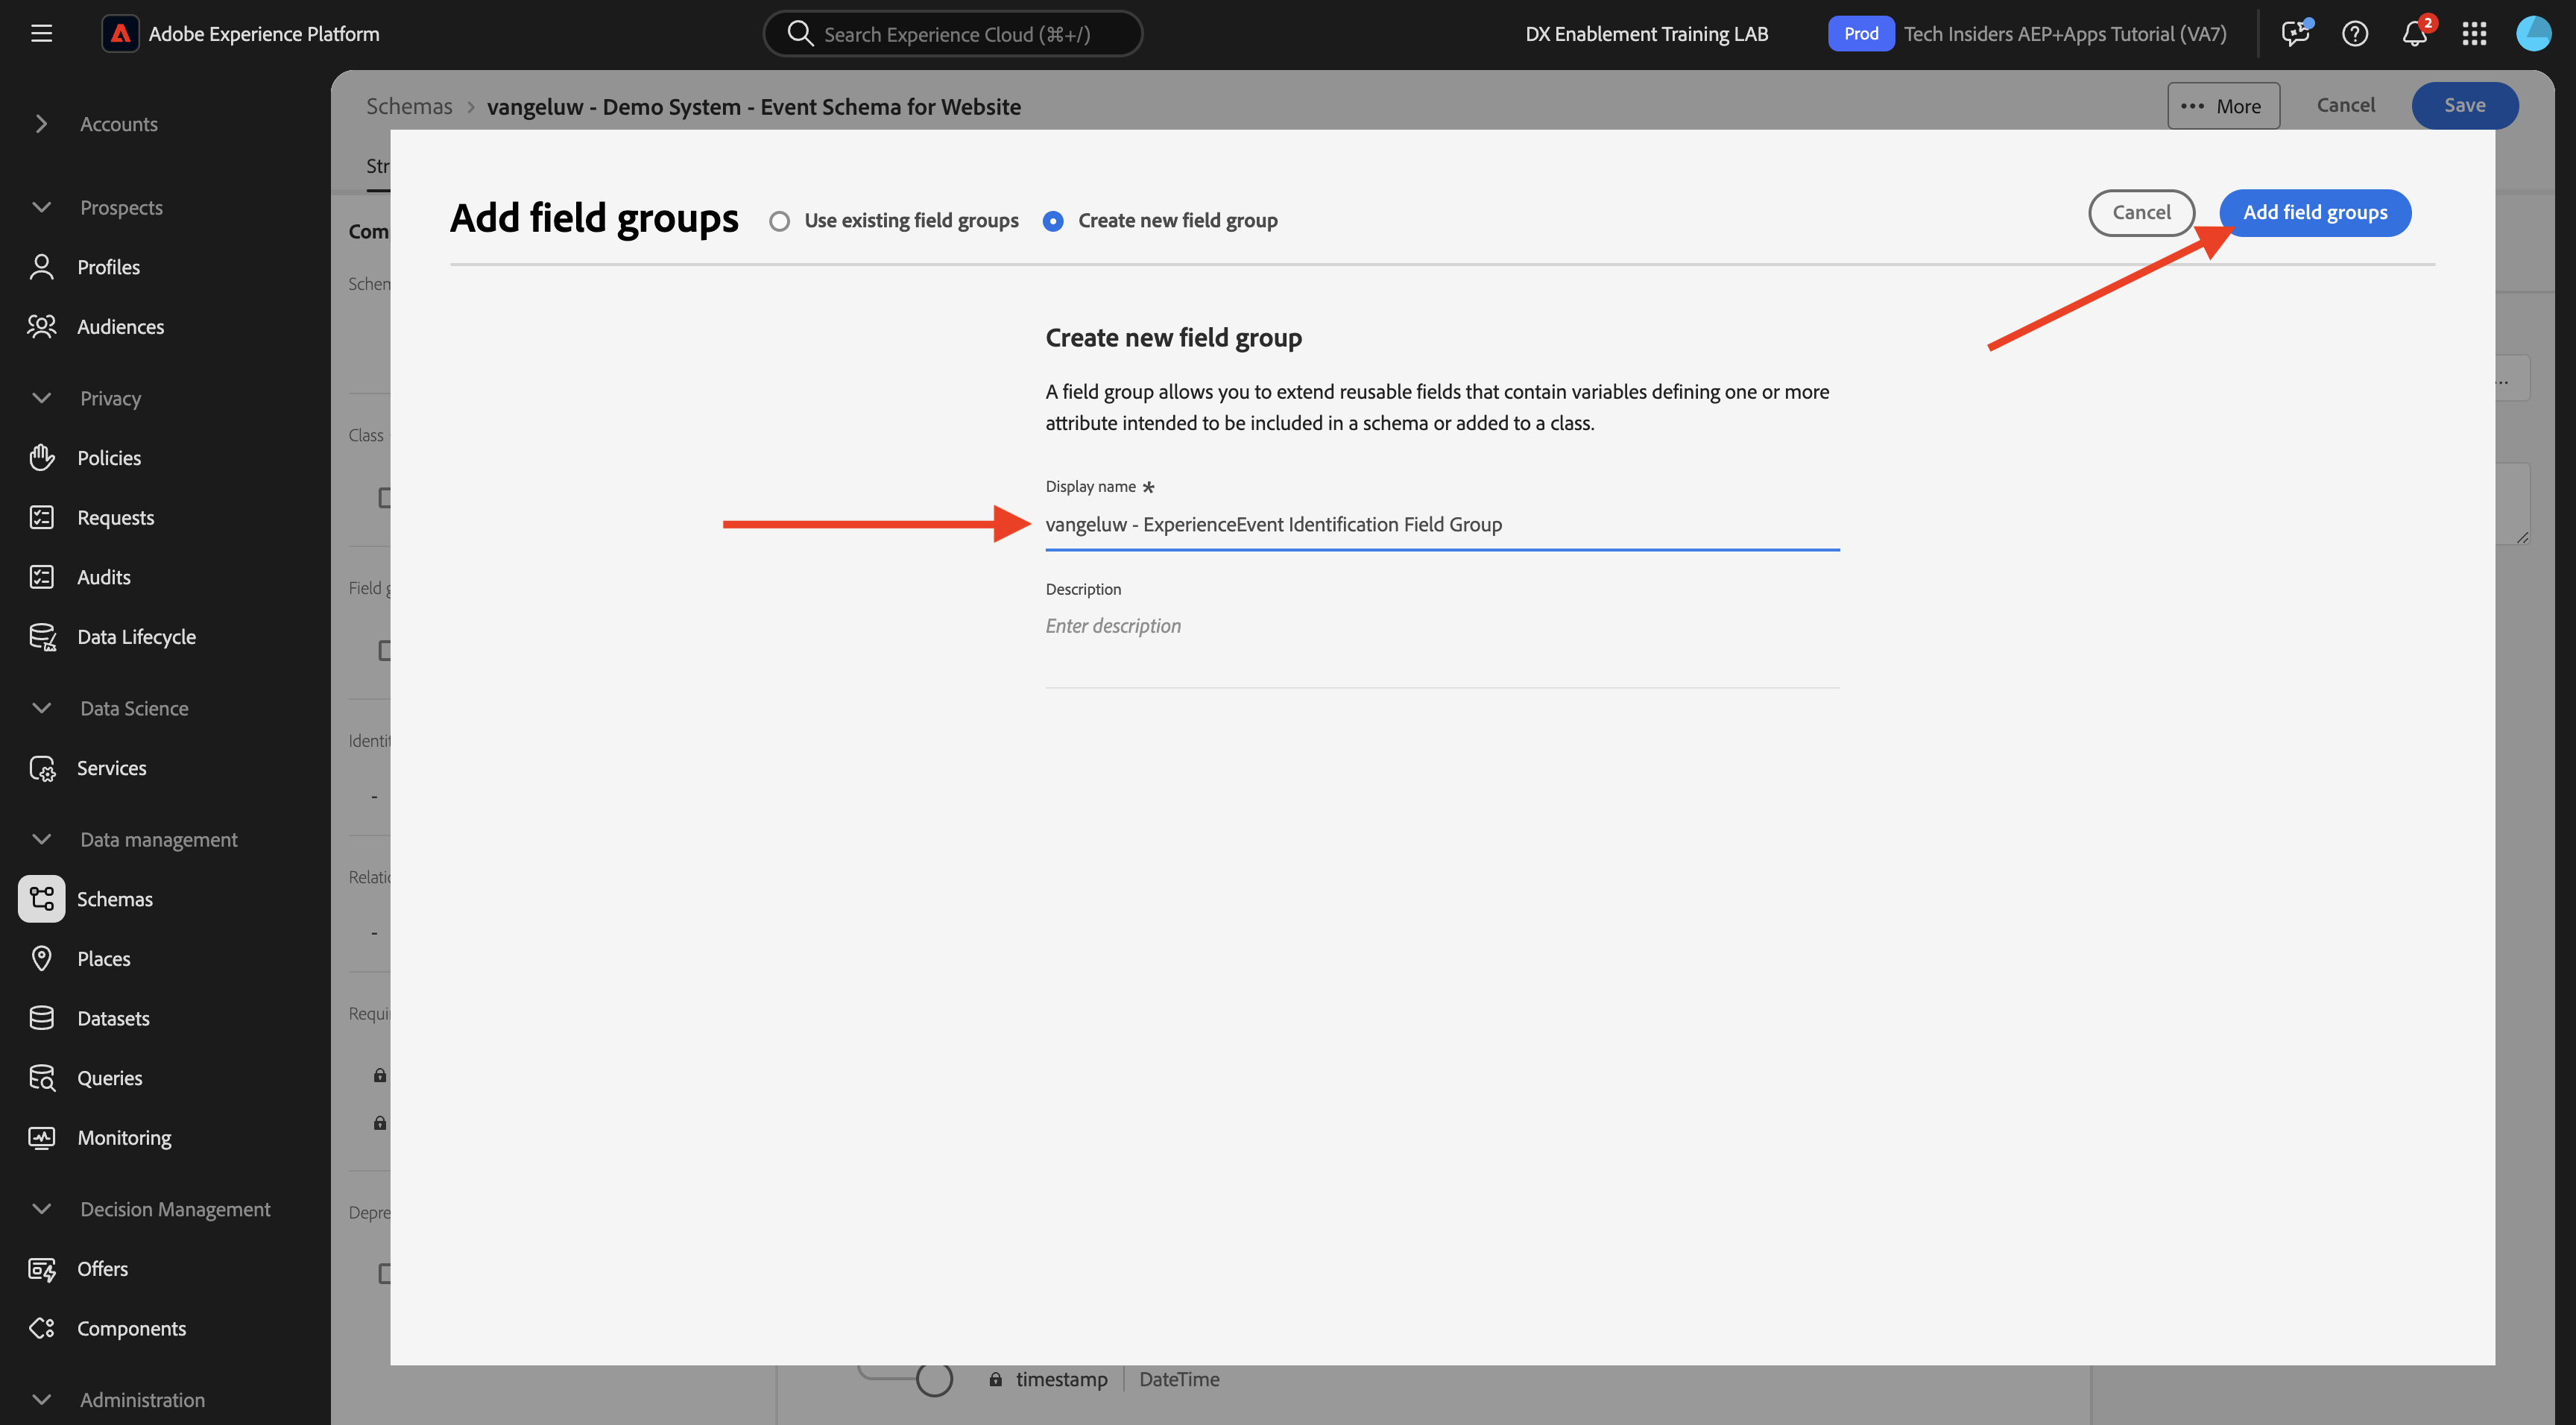 Adobe Experience Platform
Search Experience Cloud (⌘+/)
DX Enablement Training LAB
Prod
Tech Insiders AEP+Apps Tutorial (VA7)
2
Accounts
Prospects
Profiles
Audiences
Privacy
Policies
Requests
Audits
Data Lifecycle
Data Science
Services
Data management
Schemas
Places
Datasets
Queries
Monitoring
Decision Management
Offers
Components
Administration
Schemas > vangeluw - Demo System - Event Schema for Website
••• More
Cancel
Save
Str
Com
Schem
Class
Field g
Identit
-
Relatio
-
Requi
Depre
Add field groups
Use existing field groups
Create new field group
Cancel
Add field groups
Create new field group
A field group allows you to extend reusable fields that contain variables defining one or more
attribute intended to be included in a schema or added to a class.
Display name *
vangeluw - ExperienceEvent Identification Field Group
Description
Enter description
...
timestamp | DateTime